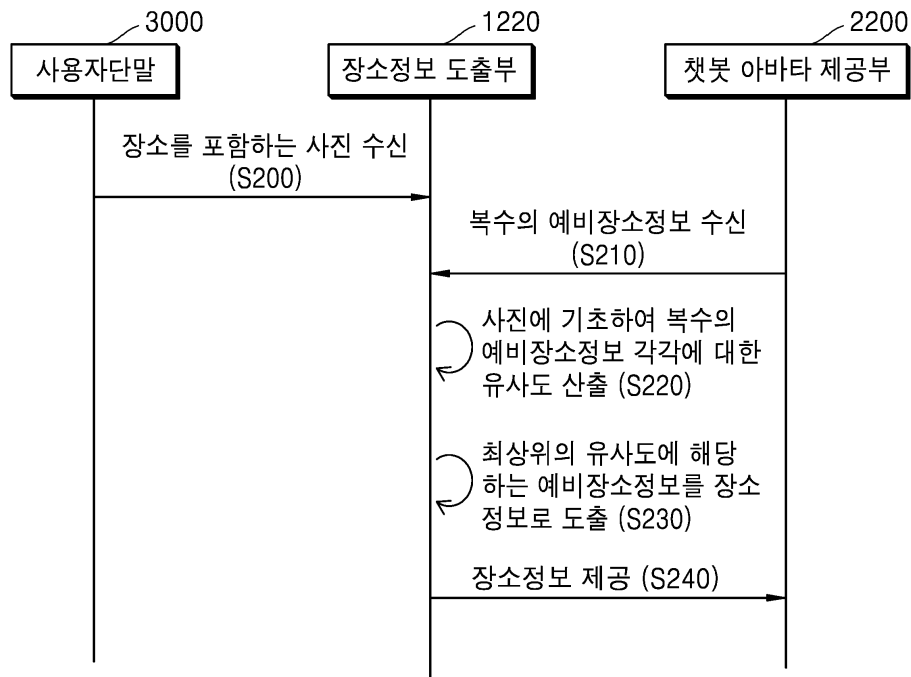 3000
1220
2200
사용자단말
장소정보 도출부
챗봇 아바타 제공부
장소를 포함하는 사진 수신
(S200)
복수의 예비장소정보 수신
(S210)
사진에 기초하여 복수의
예비장소정보 각각에 대한
유사도 산출 (S220)
최상위의 유사도에 해당
하는 예비장소정보를 장소
정보로 도출 (S230)
장소정보 제공 (S240)